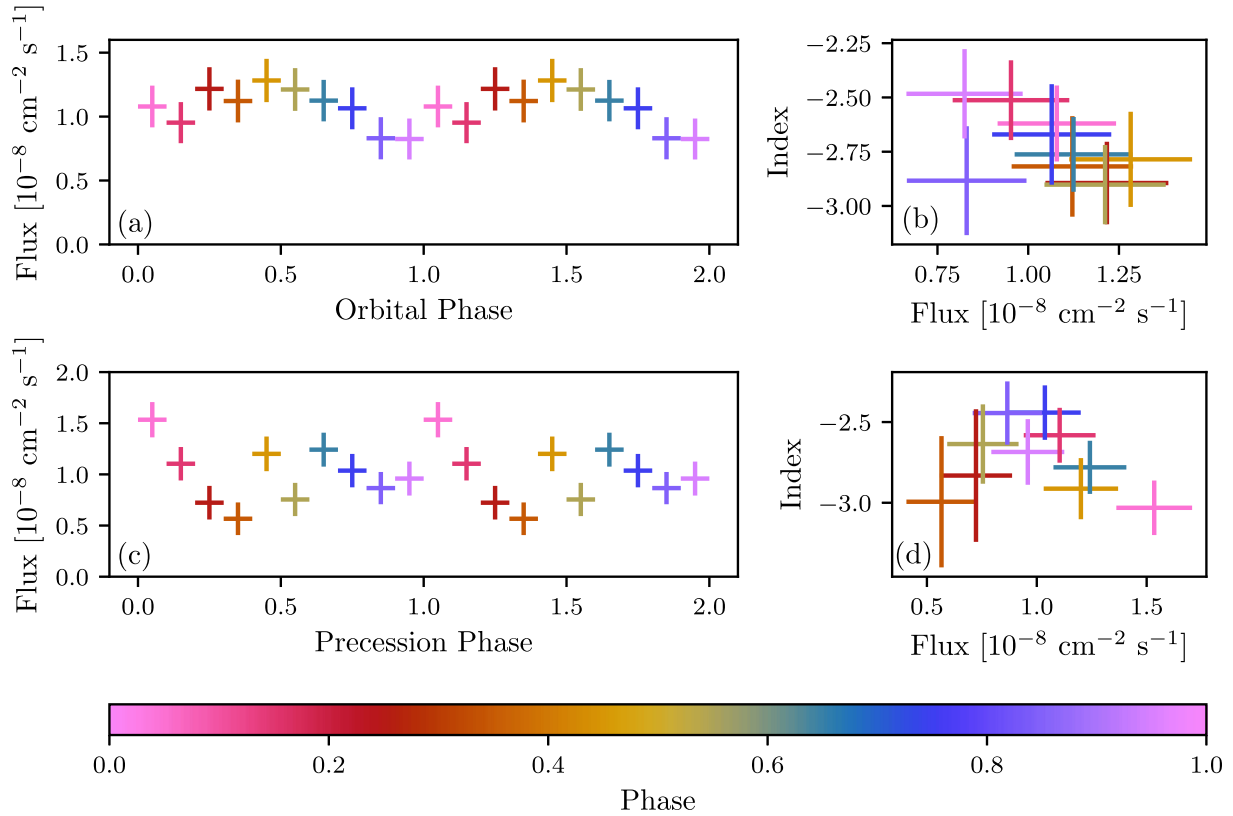 Flux [10⁻⁸ cm⁻² s⁻¹]
1.5
1.0
0.5
0.0
(a)
0.0 0.5 1.0 1.5 2.0
Orbital Phase
Index
−2.25
−2.50
−2.75
−3.00
(b)
0.75 1.00 1.25
Flux [10⁻⁸ cm⁻² s⁻¹]
Flux [10⁻⁸ cm⁻² s⁻¹]
2.0
1.5
1.0
0.5
0.0
(c)
0.0 0.5 1.0 1.5 2.0
Precession Phase
Index
−2.5
−3.0
(d)
0.5 1.0 1.5
Flux [10⁻⁸ cm⁻² s⁻¹]
0.0 0.2 0.4 0.6 0.8 1.0
Phase